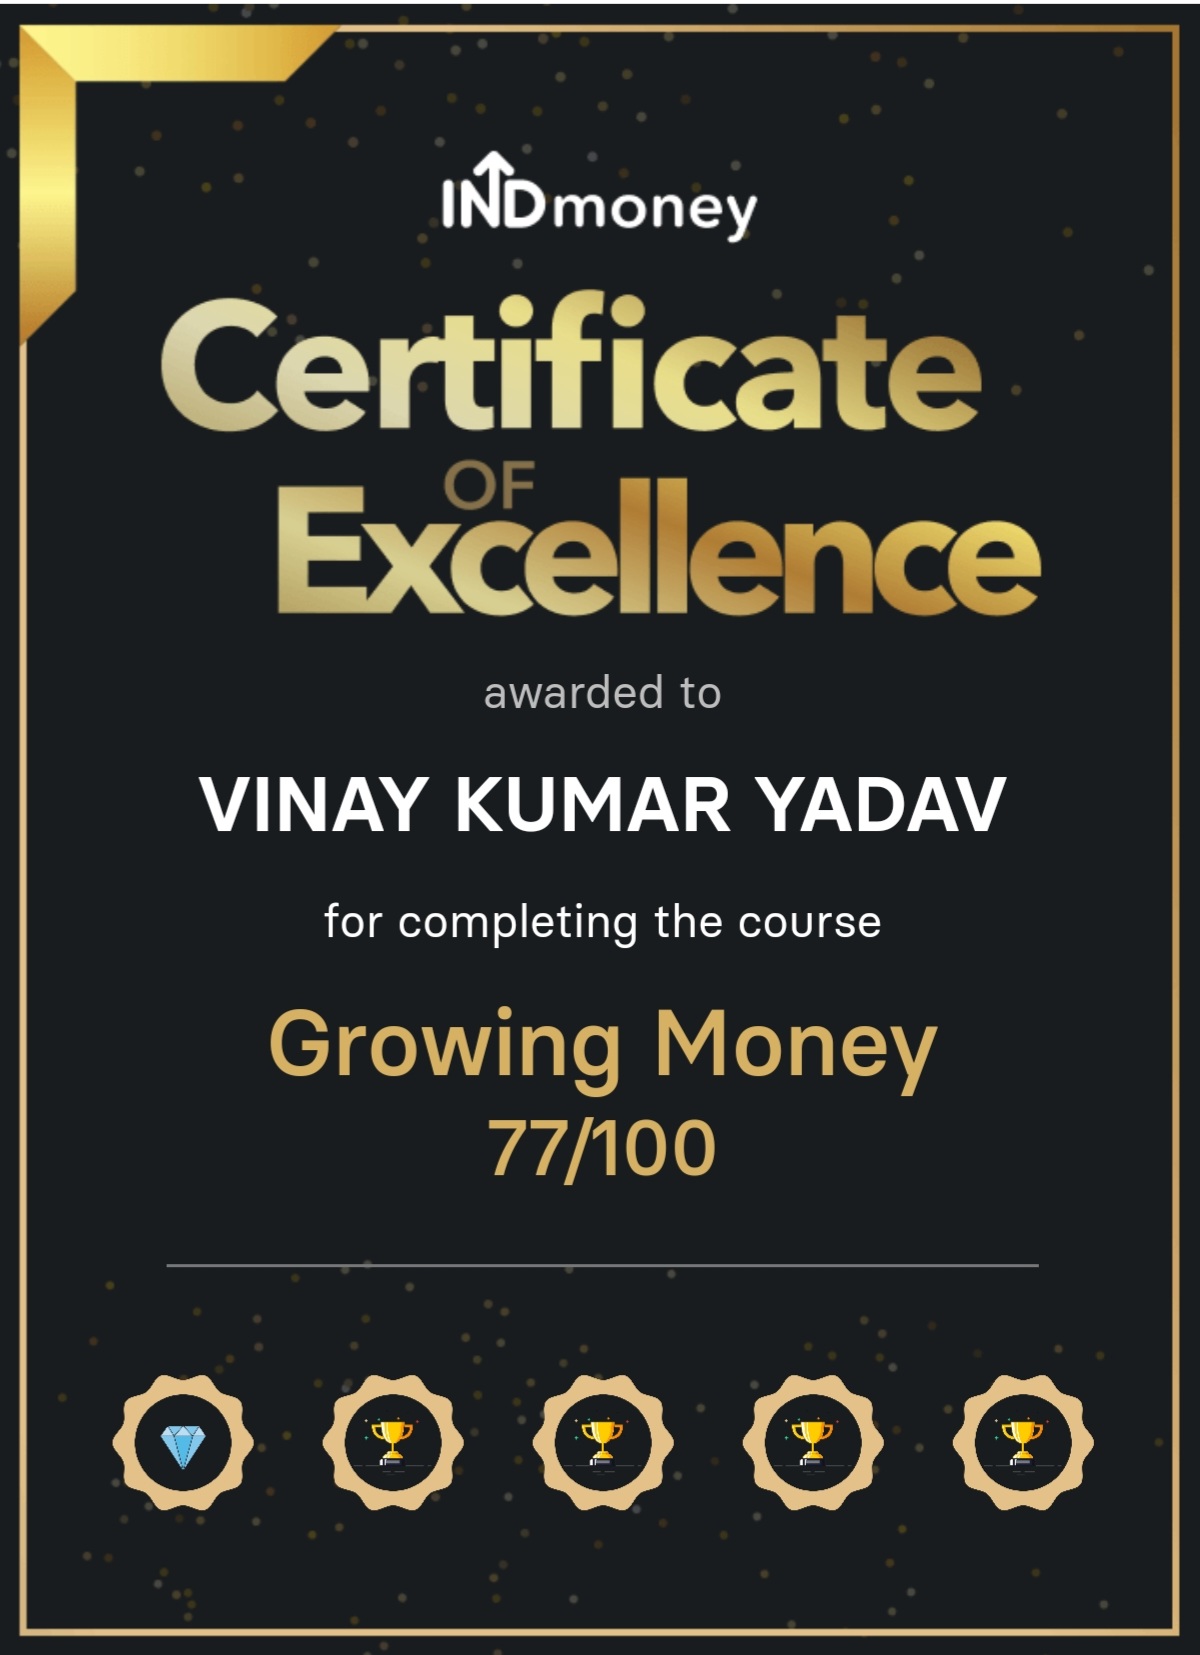 INDmoney
Certificate
OF
Excellence
awarded to
VINAY KUMAR YADAV
for completing the course
Growing Money
77/100